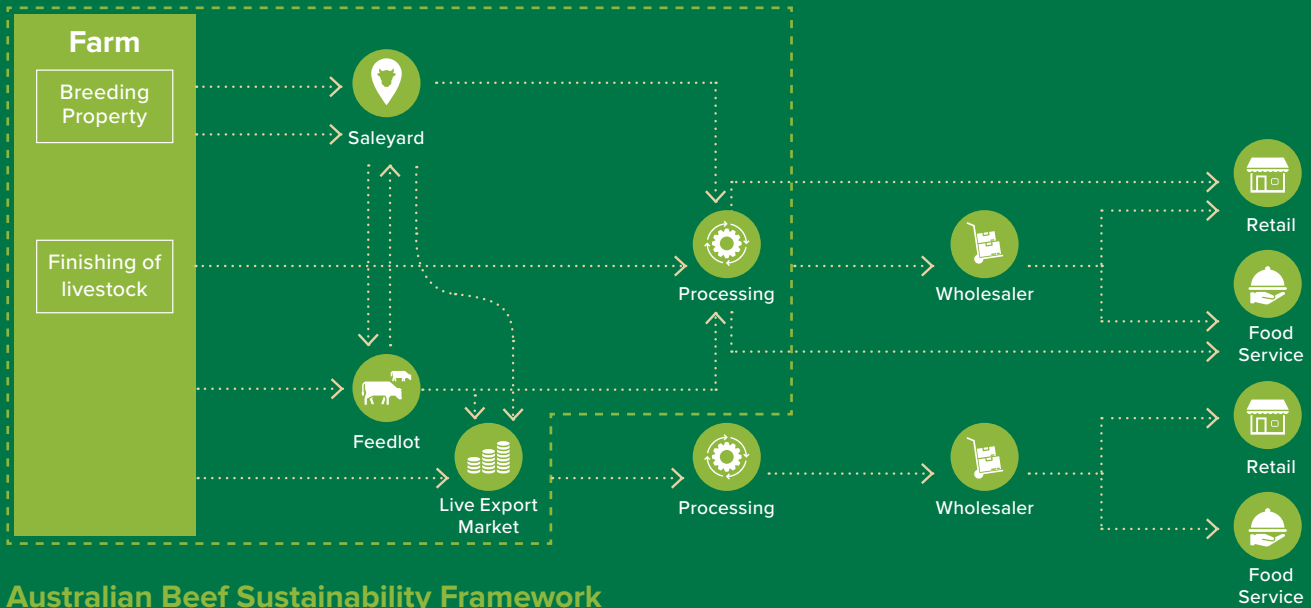 Farm
Breeding
Property
Finishing of
livestock
Saleyard
Feedlot
Live Export
Market
Processing
Wholesaler
Retail
Food
Service
Processing
Wholesaler
Retail
Food
Service
Australian Beef Sustainability Framework